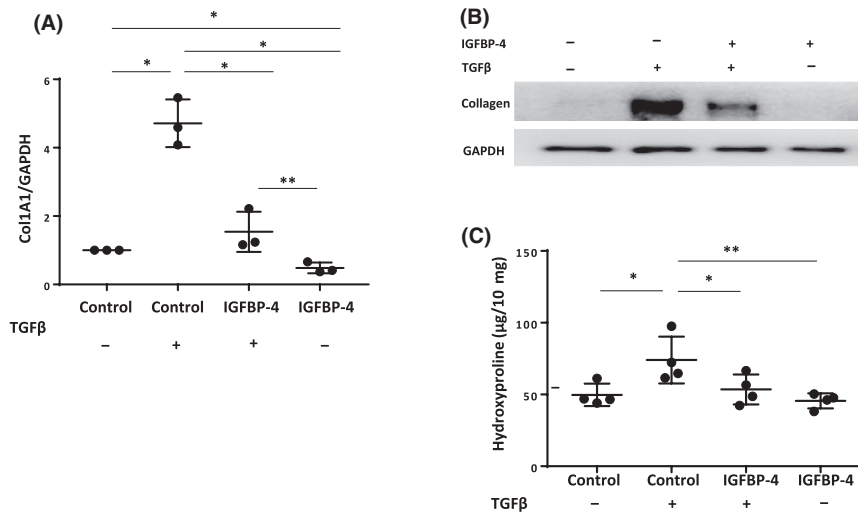 (A)
*
*
*
*
**
6
4
2
0
Col1A1/GAPDH
Control Control IGFBP-4 IGFBP-4
TGFβ
– + + –
(B)
IGFBP-4 – – + +
TGFβ – + + –
Collagen
GAPDH
(C)
150
100
50
0
Hydroxyproline (µg/10 mg)
**
* *
Control Control IGFBP-4 IGFBP-4
TGFβ – + + –